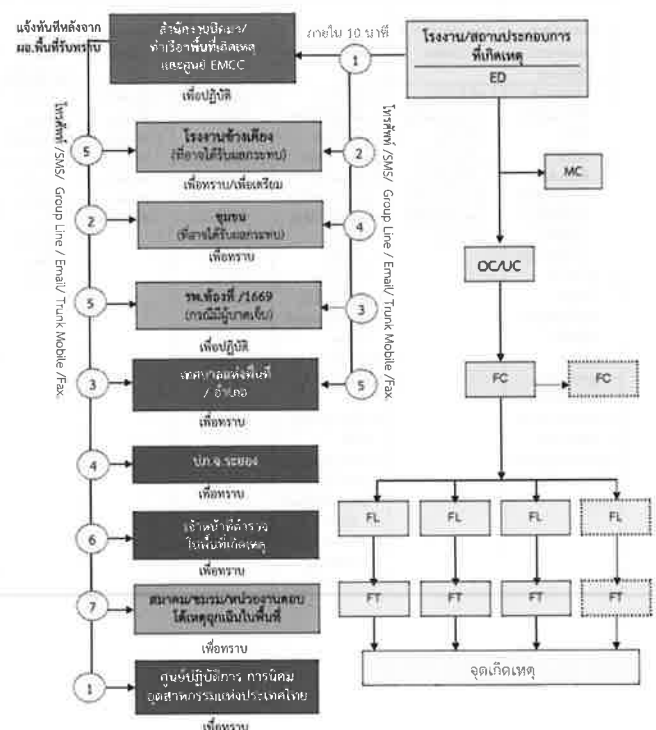 แจ้งทันทีหลังจาก
ผอ.พื้นที่รับทราบ
สำนักงานนิคมฯ/
ท่าเรือฯพื้นที่เกิดเหตุ
และศูนย์ EMCC
เพื่อปฏิบัติ
ภายใน 10 นาที
1
โรงงาน/สถานประกอบการ
ที่เกิดเหตุ
ED
โทรศัพท์ /SMS/ Group Line / Email/ Trunk Mobile /Fax.
โทรศัพท์ /SMS/ Group Line / Email/ Trunk Mobile /Fax.
5
โรงงานข้างเคียง
(ที่อาจได้รับผลกระทบ)
2
เพื่อทราบ/เพื่อเตรียม
MC
2
ชุมชน
(ที่อาจได้รับผลกระทบ)
4
เพื่อทราบ
OC/UC
5
รพ.ท้องที่ /1669
(กรณีมีผู้บาดเจ็บ)
3
เพื่อปฏิบัติ
3
เทศบาลแห่งพื้นที่
/ อำเภอ
5
เพื่อทราบ
FC
FC
4
ปภ.จ.ระยอง
เพื่อทราบ
6
เจ้าหน้าที่ตำรวจ
ในพื้นที่เกิดเหตุ
เพื่อทราบ
FL
FL
FL
FL
7
สมาคม/ชมรม/หน่วยงานตอบ
โต้เหตุฉุกเฉินในพื้นที่
เพื่อทราบ
FT
FT
FT
FT
จุดเกิดเหตุ
1
ศูนย์ปฏิบัติการ การนิคม
อุตสาหกรรมแห่งประเทศไทย
เพื่อทราบ